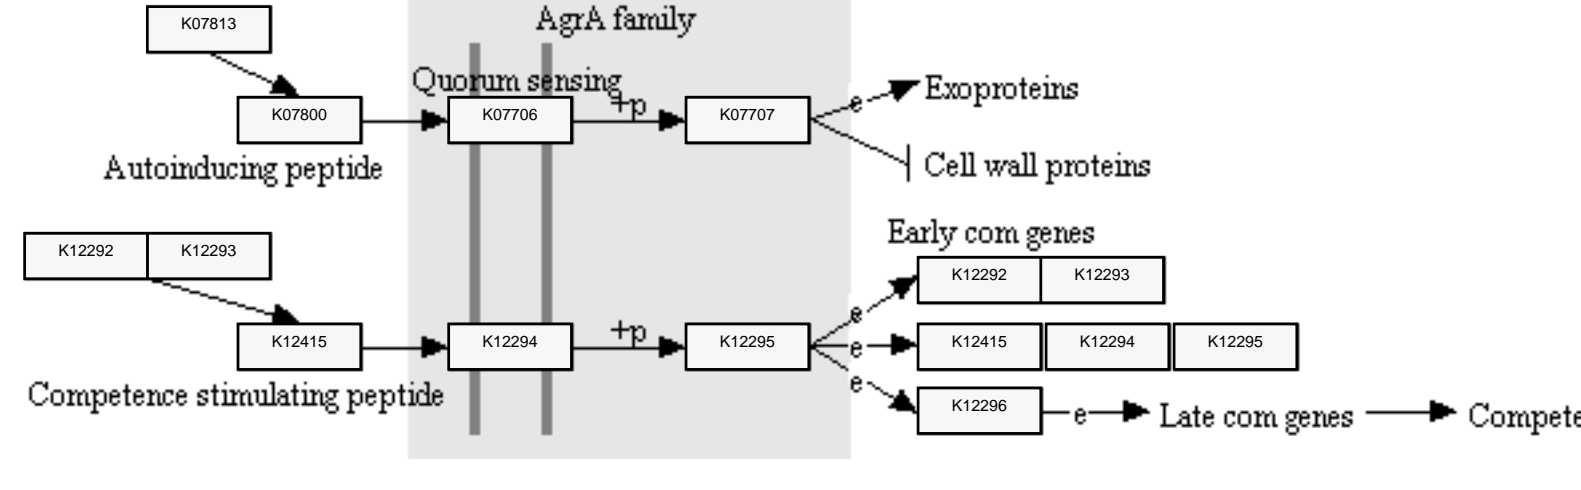 AgrA family
K07813
Quorum sensing
K07800
K07706
+p
K07707
e
Exoproteins
Autoinducing peptide
Cell wall proteins
K12292 K12293
Early com genes
K12292 K12293
e
K12415
K12294
+p
K12295
e
K12415 K12294 K12295
Competence stimulating peptide
e
K12296
e
Late com genes
Compete